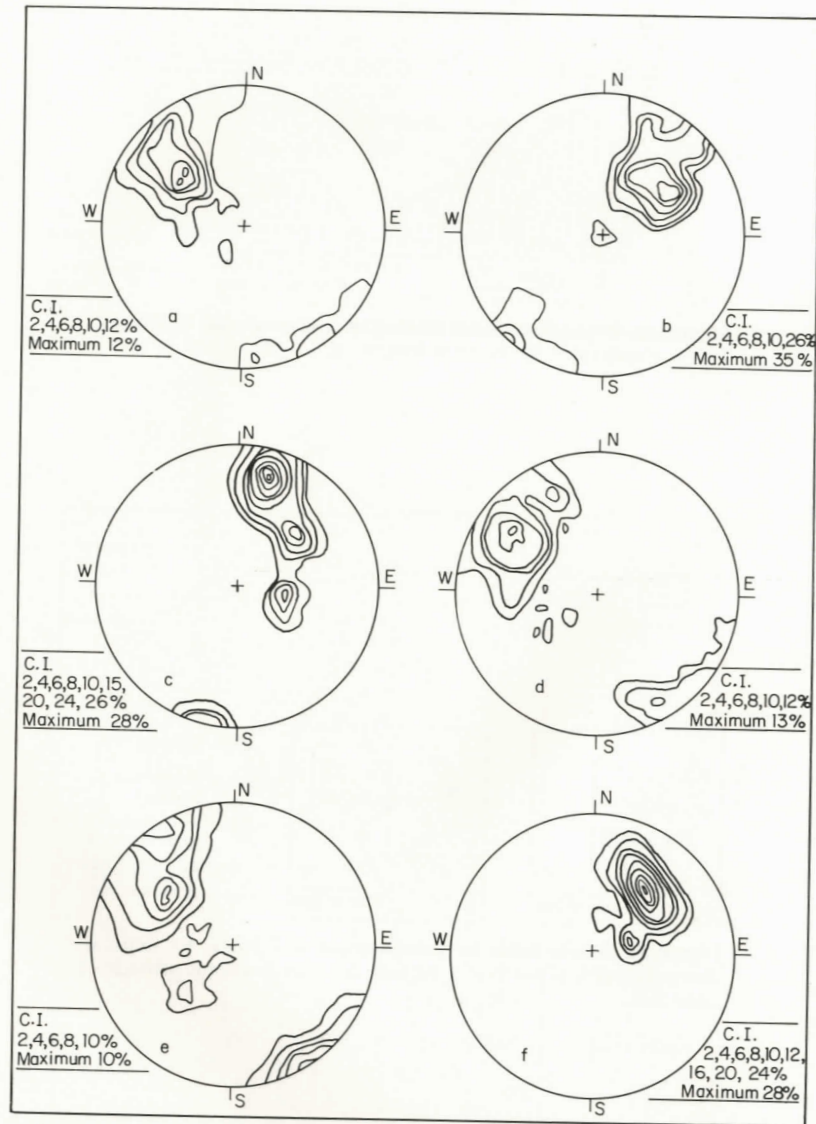 N
N
W
E
W
E
a
b
C.I.
2,4,6,8,10,12%
Maximum 12%
C.I.
2,4,6,8,10,26%
Maximum 35%
S
S
N
N
W
E
W
E
c
d
C.I.
2,4,6,8,10,15,
20, 24, 26%
Maximum 28%
C.I.
2,4,6,8,10,12%
Maximum 13%
S
S
N
N
W
E
W
E
e
f
C.I.
2,4,6,8,10%
Maximum 10%
C.I.
2,4,6,8,10,12,
16, 20, 24%
Maximum 28%
S
S